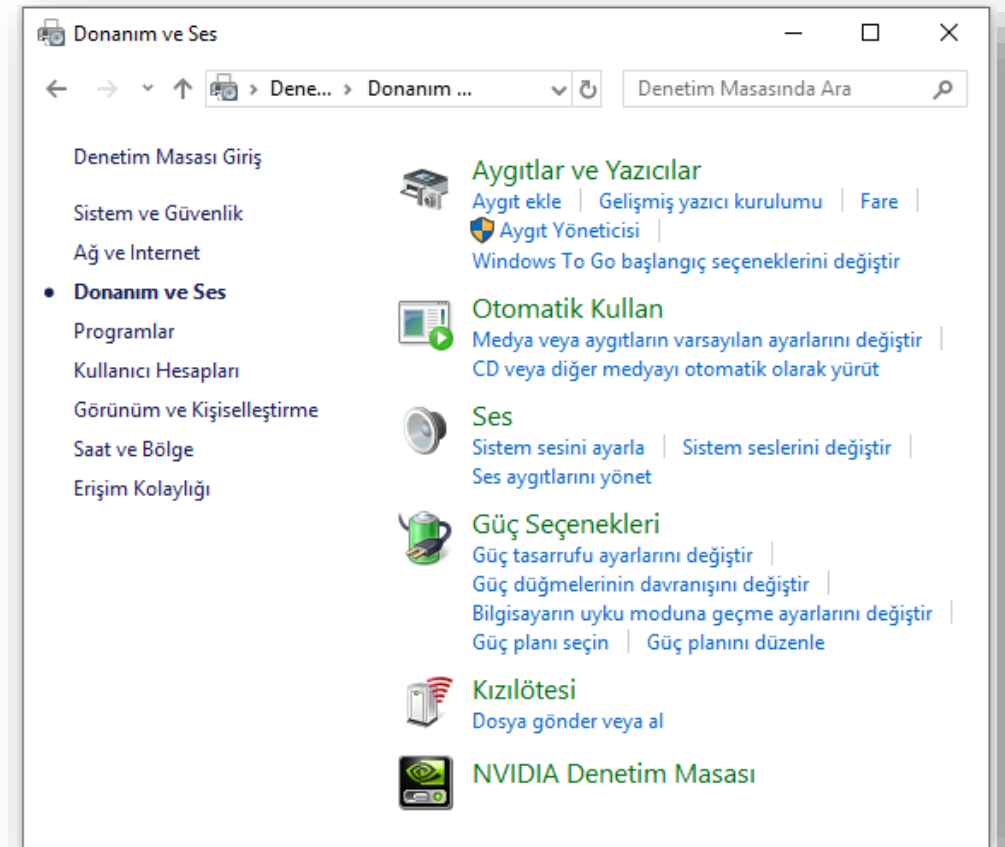 Donanım ve Ses
Dene... Donanım ... Denetim Masasında Ara
Denetim Masası Giriş
Sistem ve Güvenlik
Ağ ve Internet
Donanım ve Ses
Programlar
Kullanıcı Hesapları
Görünüm ve Kişiselleştirme
Saat ve Bölge
Erişim Kolaylığı
Aygıtlar ve Yazıcılar
Aygıt ekle Gelişmiş yazıcı kurulumu Fare
Aygıt Yöneticisi
Windows To Go başlangıç seçeneklerini değiştir
Otomatik Kullan
Medya veya aygıtların varsayılan ayarlarını değiştir
CD veya diğer medyayı otomatik olarak yürüt
Ses
Sistem sesini ayarla Sistem seslerini değiştir
Ses aygıtlarını yönet
Güç Seçenekleri
Güç tasarrufu ayarlarını değiştir
Güç düğmelerinin davranışını değiştir
Bilgisayarın uyku moduna geçme ayarlarını değiştir
Güç planı seçin Güç planını düzenle
Kızılötesi
Dosya gönder veya al
NVIDIA Denetim Masası